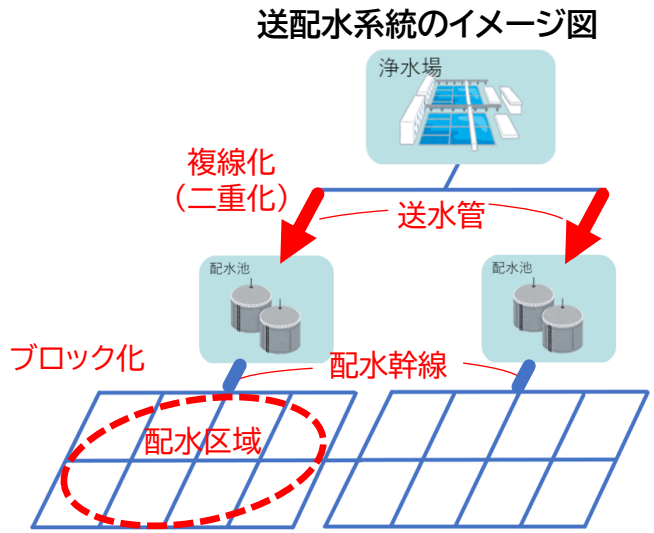 送配水系統のイメージ図
浄水場
複線化
（二重化）
送水管
配水池
配水池
ブロック化
配水幹線
配水区域